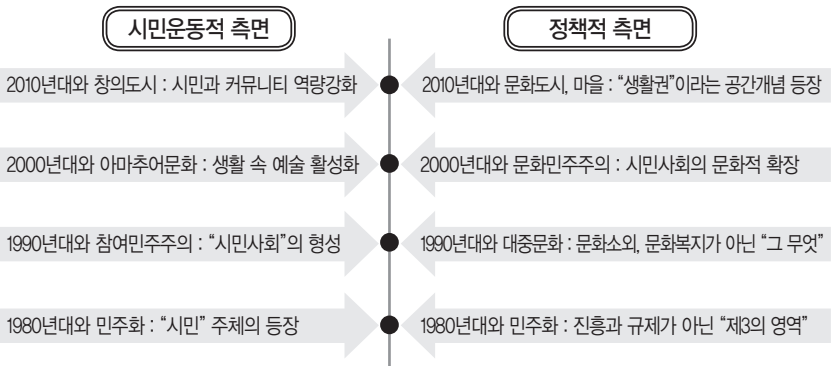 시민운동적 측면
정책적 측면
2010년대와 창의도시 : 시민과 커뮤니티 역량강화
2010년대와 문화도시, 마을 : “생활권”이라는 공간개념 등장
2000년대와 아마추어문화 : 생활 속 예술 활성화
2000년대와 문화민주주의 : 시민사회의 문화적 확장
1990년대와 참여민주주의 : “시민사회”의 형성
1990년대와 대중문화 : 문화소외, 문화복지가 아닌 “그 무엇”
1980년대와 민주화 : “시민” 주체의 등장
1980년대와 민주화 : 진흥과 규제가 아닌 “제3의 영역”